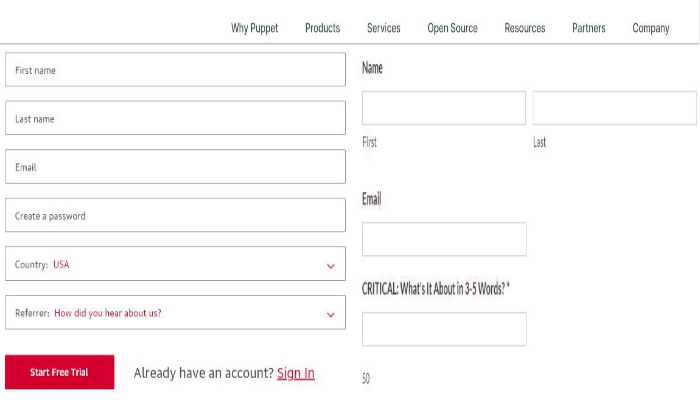 Why Puppet Products Services Open Source Resources Partners Company
First name
Last name
Email
Create a password
Country: USA
Referrer: How did you hear about us?
Start Free Trial Already have an account? Sign In
Name
First Last
Email
CRITICAL: What's It About in 3-5 Words? *
50